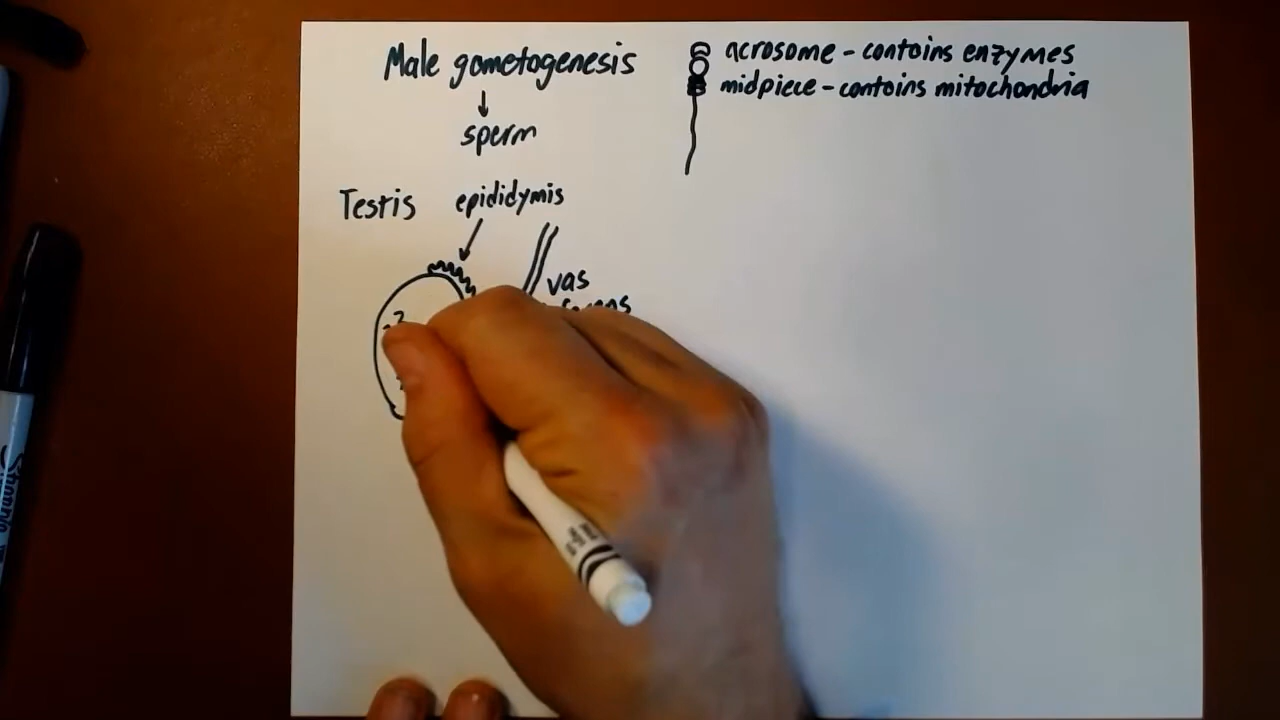 Male gametogenesis
sperm
acrosome - contains enzymes
midpiece - contains mitochondria
Testis epididymis
vas